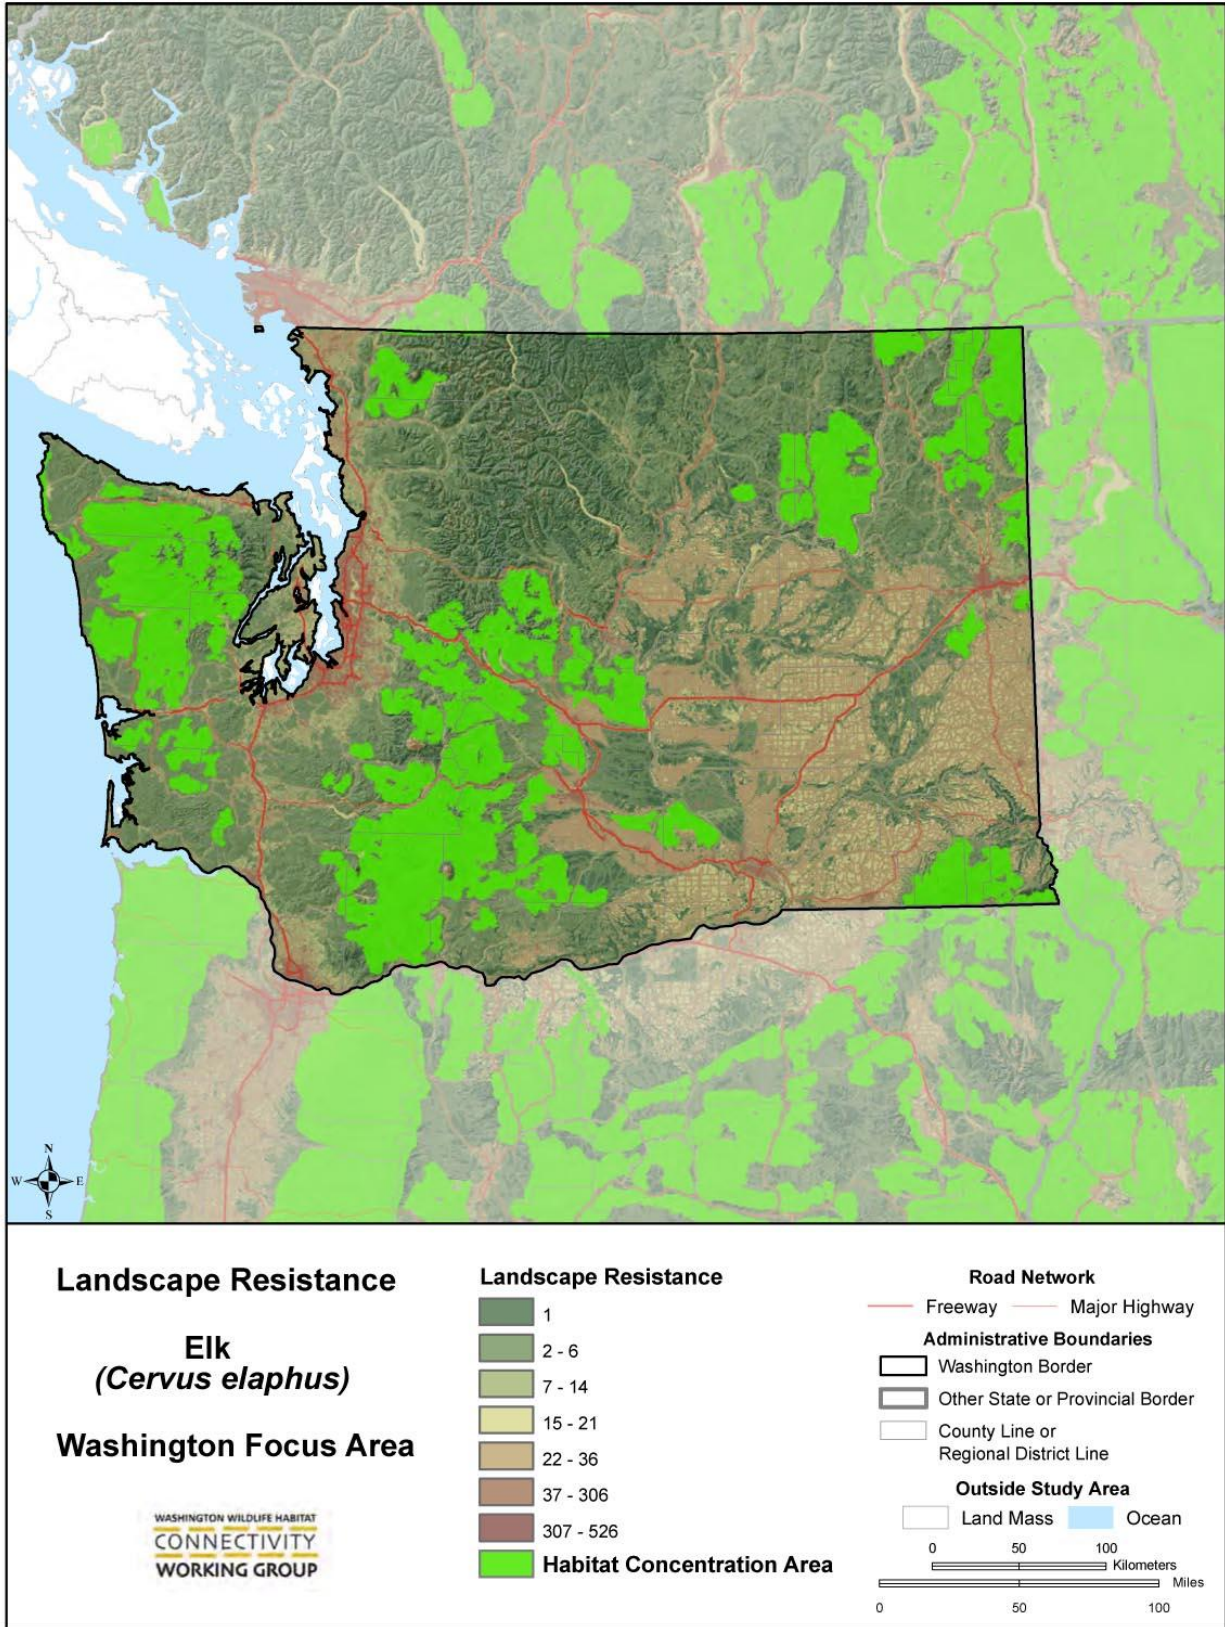 N
W E
S
Landscape Resistance
Elk
(Cervus elaphus)
Washington Focus Area
WASHINGTON WILDLIFE HABITAT
CONNECTIVITY
WORKING GROUP
Landscape Resistance
1
2 - 6
7 - 14
15 - 21
22 - 36
37 - 306
307 - 526
Habitat Concentration Area
Road Network
Freeway Major Highway
Administrative Boundaries
Washington Border
Other State or Provincial Border
County Line or
Regional District Line
Outside Study Area
Land Mass Ocean
0 50 100
Kilometers
Miles
0 50 100